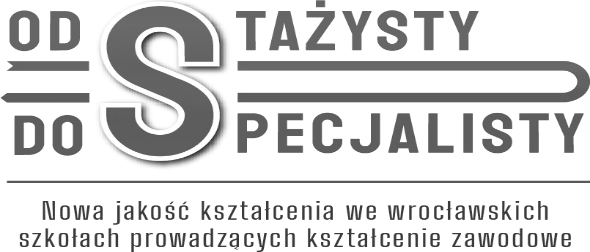 OD STAŻYSTY
DO SPECJALISTY
Nowa jakość kształcenia we wrocławskich
szkołach prowadzących kształcenie zawodowe